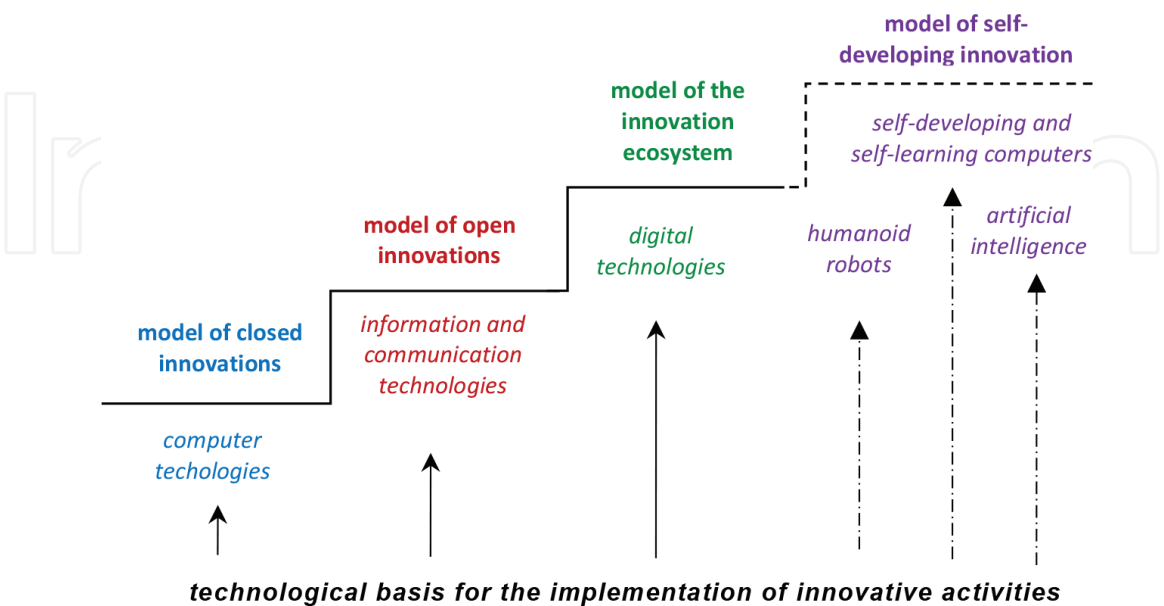 model of self-
developing innovation
model of the
innovation
ecosystem
self-developing and
self-learning computers
model of open
innovations
digital
technologies
humanoid
robots
artificial
intelligence
model of closed
innovations
information and
communication
technologies
computer
techologies
technological basis for the implementation of innovative activities